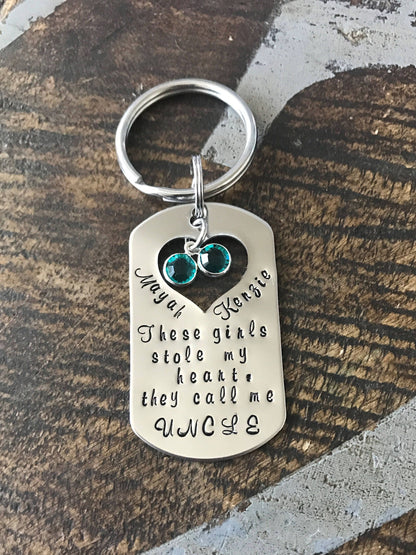 Mayah Kenzie
These girls
stole my
heart,
they call me
UNCLE